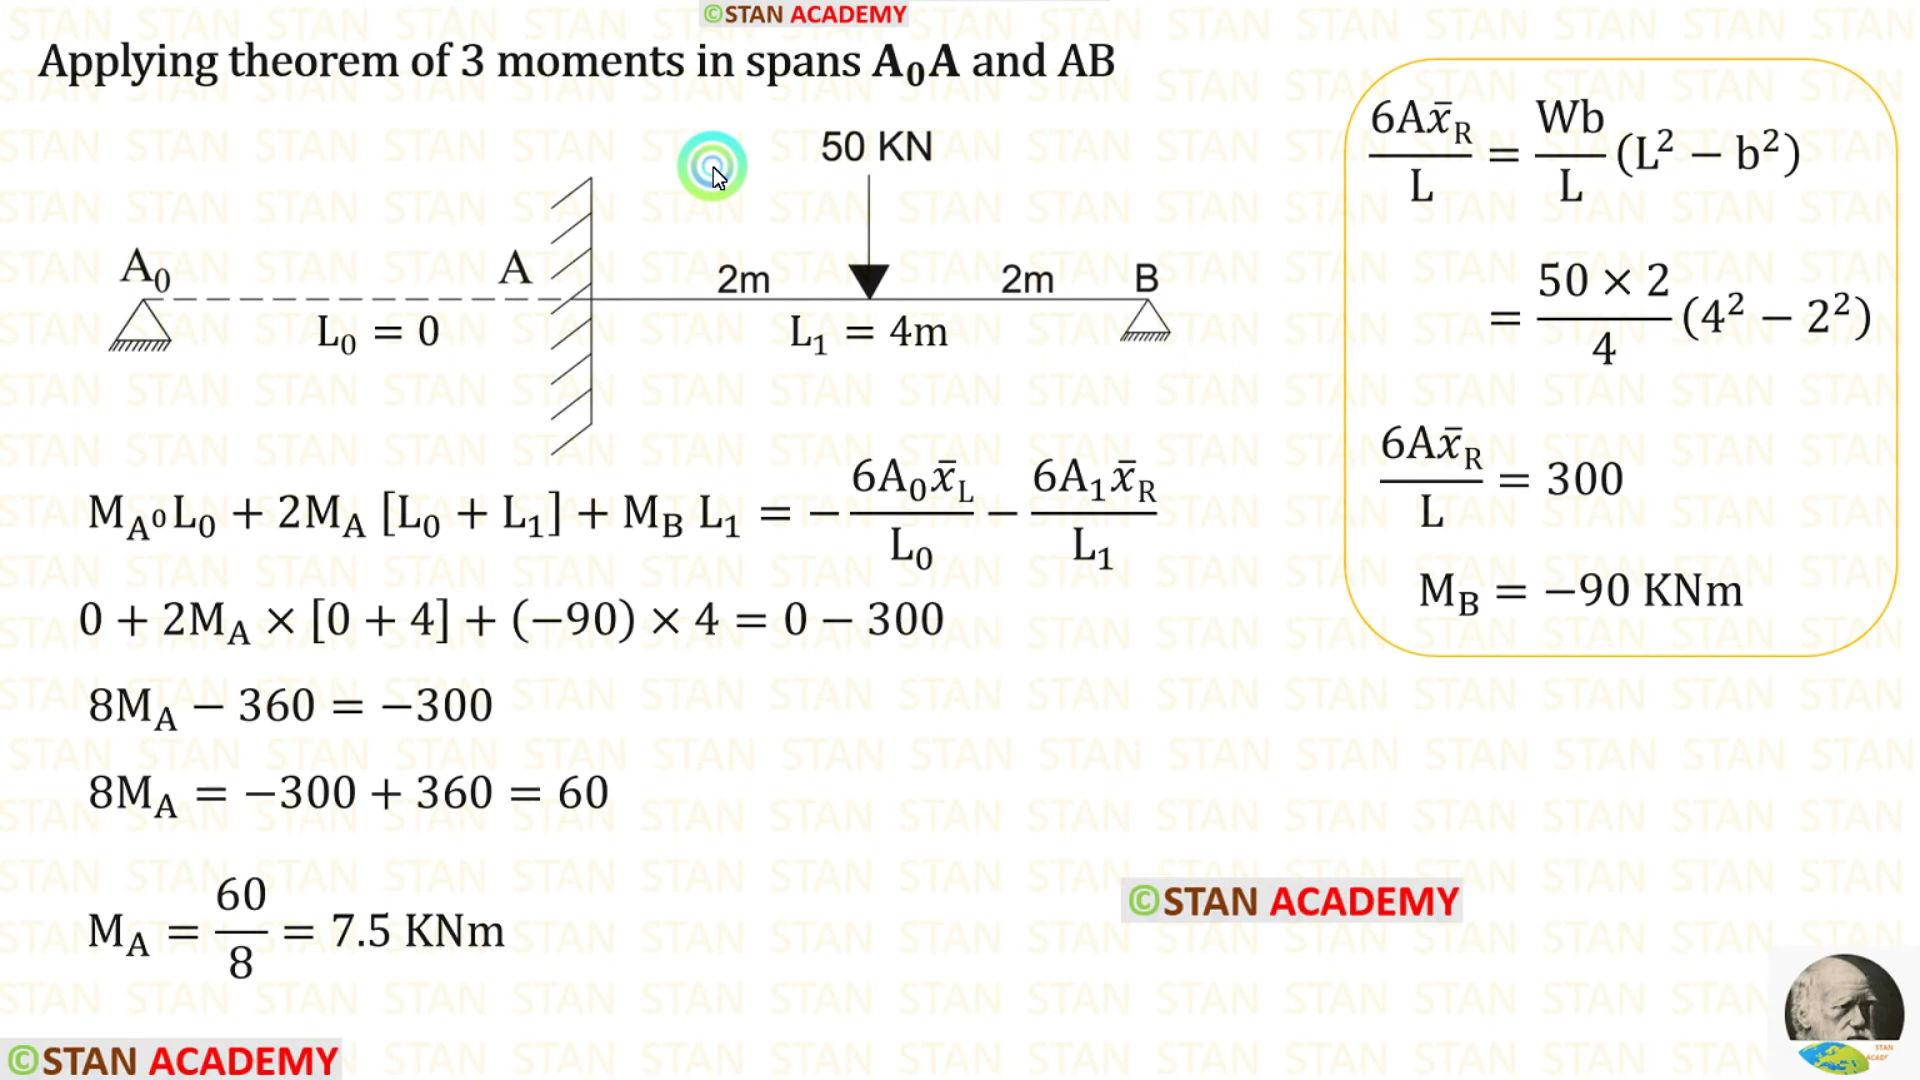 ©STAN ACADEMY
Applying theorem of 3 moments in spans A₀A and AB
50 KN
A₀ A 2m 2m B
L₀ = 0 L₁ = 4m
M_A⁰ L₀ + 2M_A [L₀ + L₁] + M_B L₁ = − 6A₀x̄_L / L₀ − 6A₁x̄_R / L₁
0 + 2M_A × [0 + 4] + (−90) × 4 = 0 − 300
8M_A − 360 = −300
8M_A = −300 + 360 = 60
M_A = 60 / 8 = 7.5 KNm
6Ax̄_R / L = Wb / L (L² − b²)
= 50 × 2 / 4 (4² − 2²)
6Ax̄_R / L = 300
M_B = −90 KNm
©STAN ACADEMY
©STAN ACADEMY
STAN